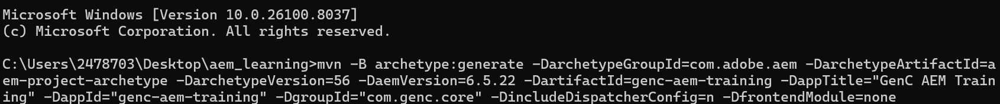 Microsoft Windows [Version 10.0.26100.8037]
(c) Microsoft Corporation. All rights reserved.
C:\Users\2478703\Desktop\aem_learning>mvn -B archetype:generate -DarchetypeGroupId=com.adobe.aem -DarchetypeArtifactId=a
em-project-archetype -DarchetypeVersion=56 -DaemVersion=6.5.22 -DartifactId=genc-aem-training -DappTitle="GenC AEM Train
ing" -DappId="genc-aem-training" -DgroupId="com.genc.core" -DincludeDispatcherConfig=n -DfrontendModule=none